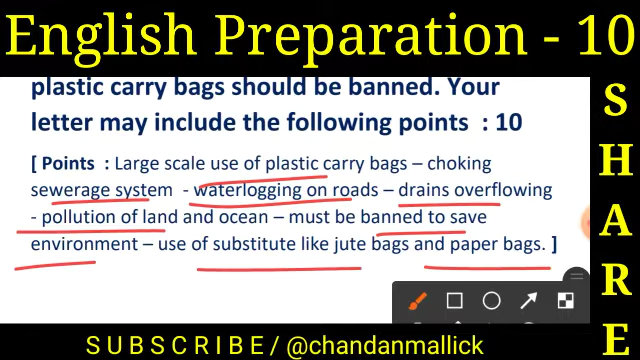 English Preparation - 10
plastic carry bags should be banned. Your
letter may include the following points : 10
[ Points : Large scale use of plastic carry bags – choking
sewerage system - waterlogging on roads – drains overflowing
- pollution of land and ocean – must be banned to save
environment – use of substitute like jute bags and paper bags. ]
SHARE
SUBSCRIBE/ @chandanmallick